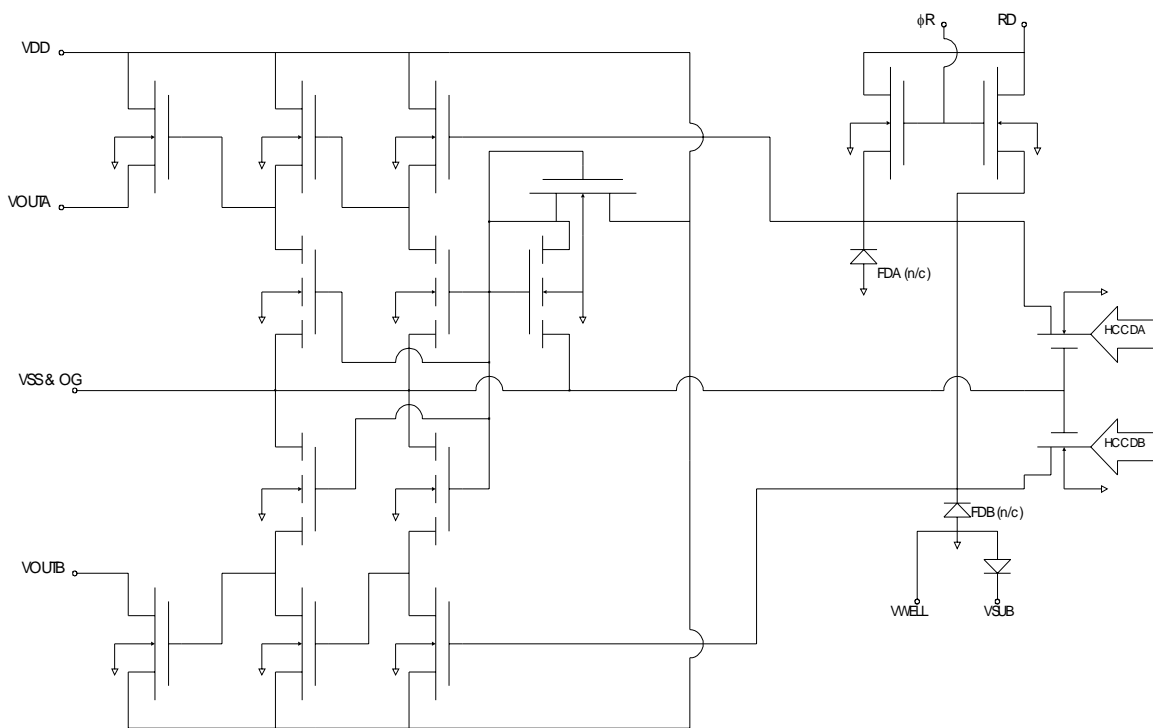 ϕR
RD
VDD
VOUTA
FDA (n/c)
HCCDA
VSS & OG
HCCDB
FDB (n/c)
VOUTB
VWELL
VSUB